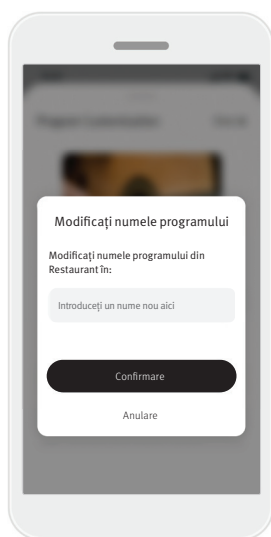 Modificați numele programului
Modificați numele programului din
Restaurant în:
Introduceți un nume nou aici
Confirmare
Anulare